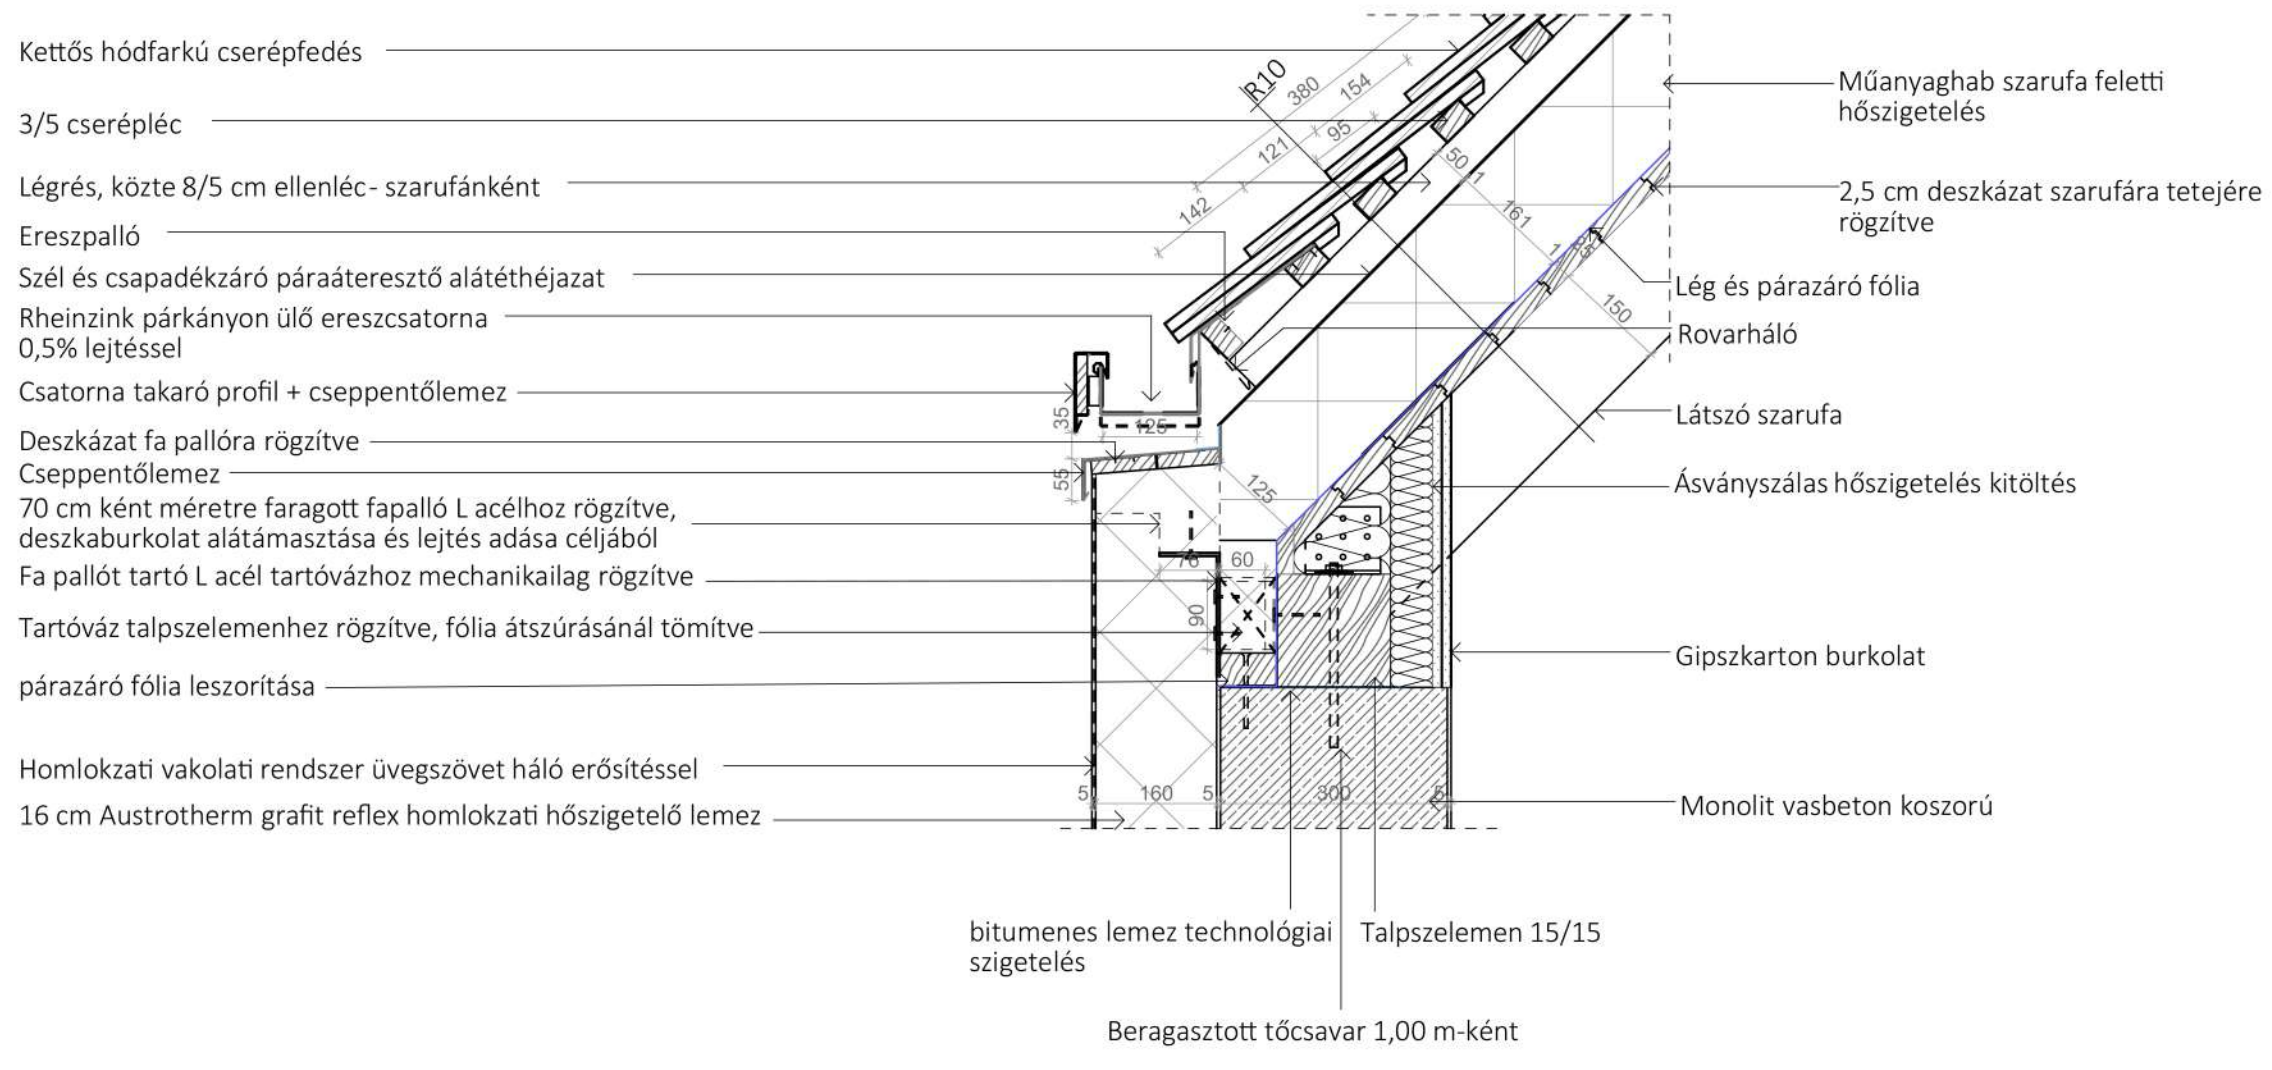 Kettős hódfarkú cserépfedés
3/5 cserépléc
Légrés, közte 8/5 cm ellenléc - szarufánként
Ereszpalló
Szél és csapadékzáró páraáteresztő alátéthéjazat
Rheinzink párkányon ülő ereszcsatorna
0,5% lejtéssel
Csatorna takaró profil + cseppentőlemez
Deszkázat fa pallóra rögzítve
Cseppentőlemez
70 cm ként méretre faragott fapalló L acélhoz rögzítve,
deszkaburkolat alátámasztása és lejtés adása céljából
Fa pallót tartó L acél tartóvázhoz mechanikailag rögzítve
Tartóváz talpszelemenhez rögzítve, fólia átszúrásánál tömítve
párazáró fólia leszorítása
Homlokzati vakolati rendszer üvegszövet háló erősítéssel
16 cm Austrotherm grafit reflex homlokzati hőszigetelő lemez
R10
380
154
95
121
142
50
1
161
1
25
150
35
125
55
125
76
60
90
5
160
5
300
5
Műanyaghab szarufa feletti
hőszigetelés
2,5 cm deszkázat szarufára tetejére
rögzítve
Lég és párazáró fólia
Rovarháló
Látszó szarufa
Ásványszálas hőszigetelés kitöltés
Gipszkarton burkolat
Monolit vasbeton koszorú
bitumenes lemez technológiai
szigetelés
Talpszelemen 15/15
Beragasztott tőcsavar 1,00 m-ként